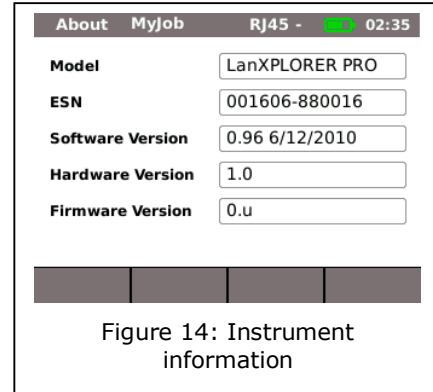 About MyJob RJ45 - 02:35
Model LanXPLORER PRO
ESN 001606-880016
Software Version 0.96 6/12/2010
Hardware Version 1.0
Firmware Version 0.u
Figure 14: Instrument
information